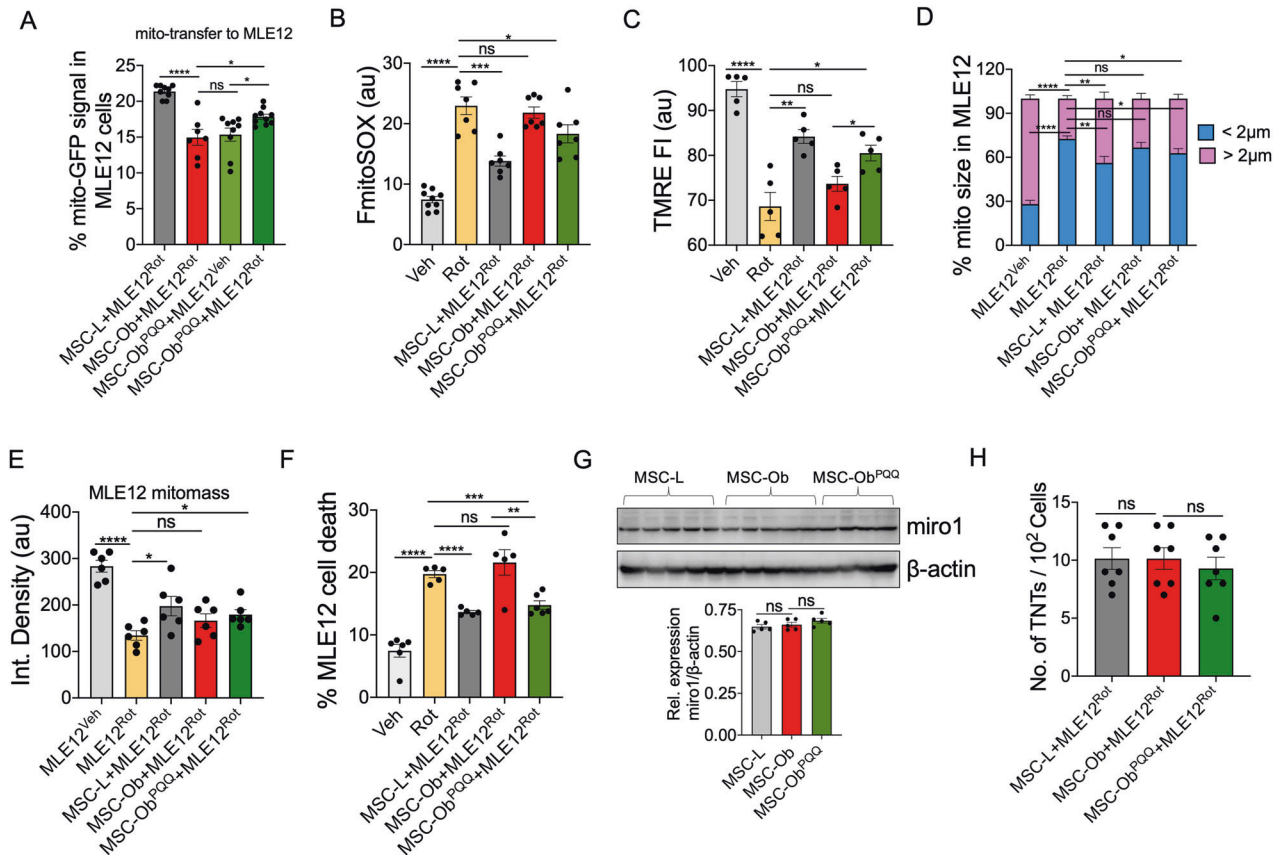 A
mito-transfer to MLE12
% mito-GFP signal in
MLE12 cells
25
20
15
10
5
0
****
*
ns
*
MSC-L+MLE12Rot
MSC-Ob+MLE12Rot
MSC-ObPQQ+MLE12Veh
MSC-ObPQQ+MLE12Rot
B
FmitoSOX (au)
30
20
10
0
*
ns
****
***
Veh
Rot
MSC-L+MLE12Rot
MSC-Ob+MLE12Rot
MSC-ObPQQ+MLE12Rot
C
TMRE FI (au)
100
90
80
70
60
****
*
ns
**
*
Veh
Rot
MSC-L+MLE12Rot
MSC-Ob+MLE12Rot
MSC-ObPQQ+MLE12Rot
D
% mito size in MLE12
120
90
60
30
0
*
ns
****
**
*
ns
****
**
< 2µm
> 2µm
MLE12Veh
MLE12Rot
MSC-L+ MLE12Rot
MSC-Ob+ MLE12Rot
MSC-ObPQQ+ MLE12Rot
E
MLE12 mitomass
Int. Density (au)
400
300
200
100
0
*
ns
****
*
MLE12Veh
MLE12Rot
MSC-L+MLE12Rot
MSC-Ob+MLE12Rot
MSC-ObPQQ+MLE12Rot
F
% MLE12 cell death
30
20
10
0
***
ns
**
****
****
Veh
Rot
MSC-L+MLE12Rot
MSC-Ob+MLE12Rot
MSC-ObPQQ+MLE12Rot
G
MSC-L
MSC-Ob
MSC-ObPQQ
miro1
β-actin
Rel. expression
miro1/β-actin
0.75
0.50
0.25
0.00
ns
ns
MSC-L
MSC-Ob
MSC-ObPQQ
H
No. of TNTs / 102 Cells
15
10
5
0
ns
ns
MSC-L+MLE12Rot
MSC-Ob+MLE12Rot
MSC-ObPQQ+MLE12Rot